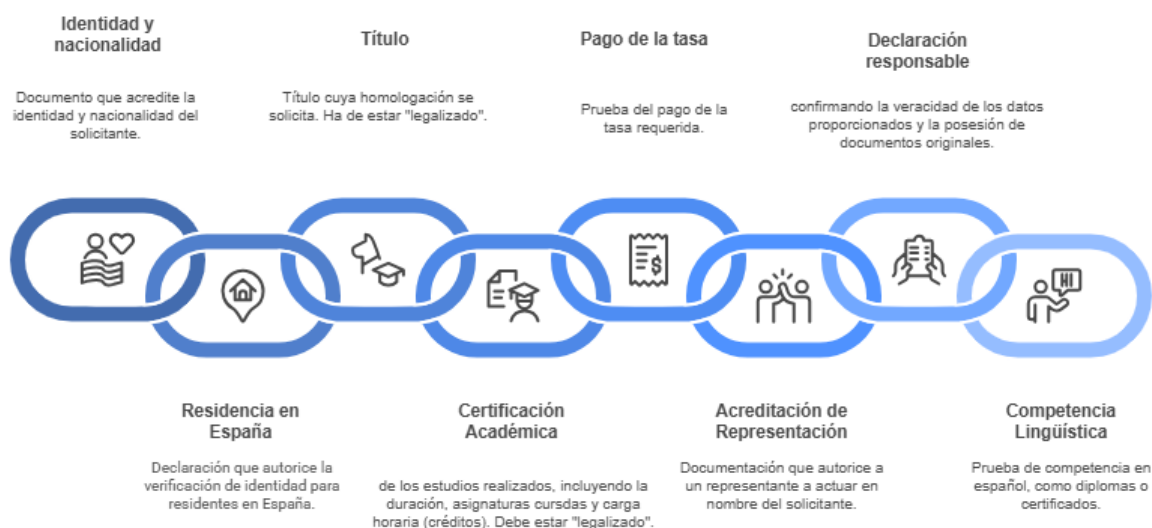 Identidad y
nacionalidad
Documento que acredite la
identidad y nacionalidad del
solicitante.
Residencia en
España
Declaración que autorice la
verificación de identidad para
residentes en España.
Título
Título cuya homologación se
solicita. Ha de estar "legalizado".
Certificación
Académica
de los estudios realizados, incluyendo la
duración, asignaturas cursdas y carga
horaria (créditos). Debe estar "legalizado".
Pago de la tasa
Prueba del pago de la
tasa requerida.
$
Acreditación de
Representación
Documentación que autorice a
un representante a actuar en
nombre del solicitante.
Declaración
responsable
confirmando la veracidad de los datos
proporcionados y la posesión de
documentos originales.
HI
Competencia
Lingüística
Prueba de competencia en
español, como diplomas o
certificados.